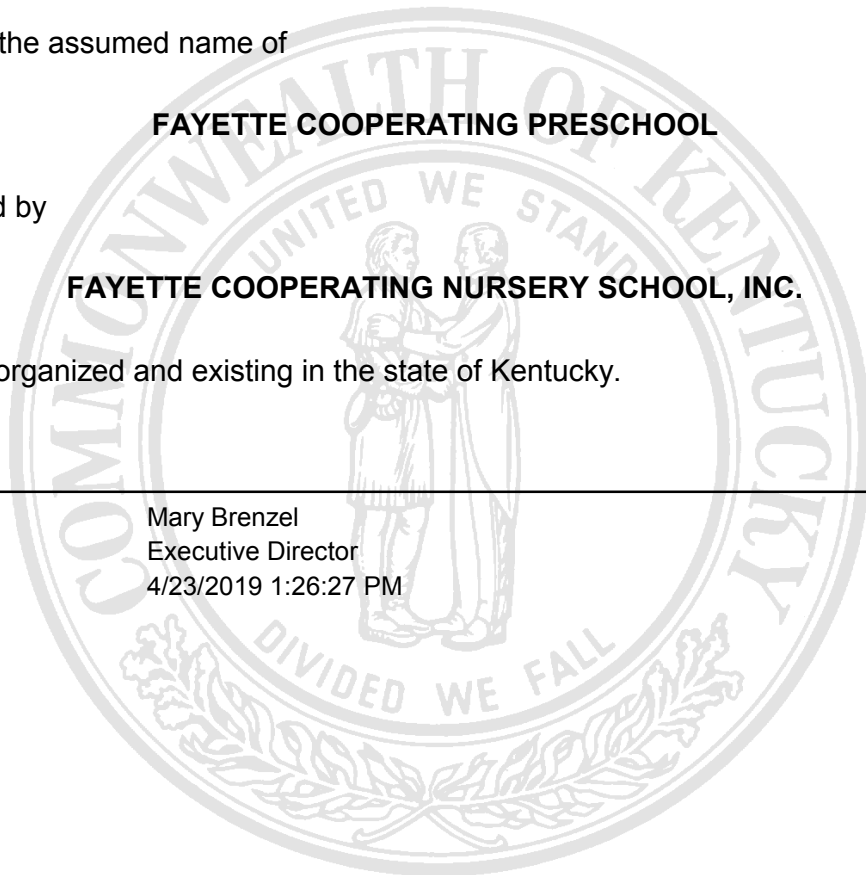 the assumed name of
FAYETTE COOPERATING PRESCHOOL
d by
FAYETTE COOPERATING NURSERY SCHOOL, INC.
organized and existing in the state of Kentucky.
Mary Brenzel
Executive Director
4/23/2019 1:26:27 PM
COMMONWEALTH OF KENTUCKY
UNITED WE STAND
DIVIDED WE FALL